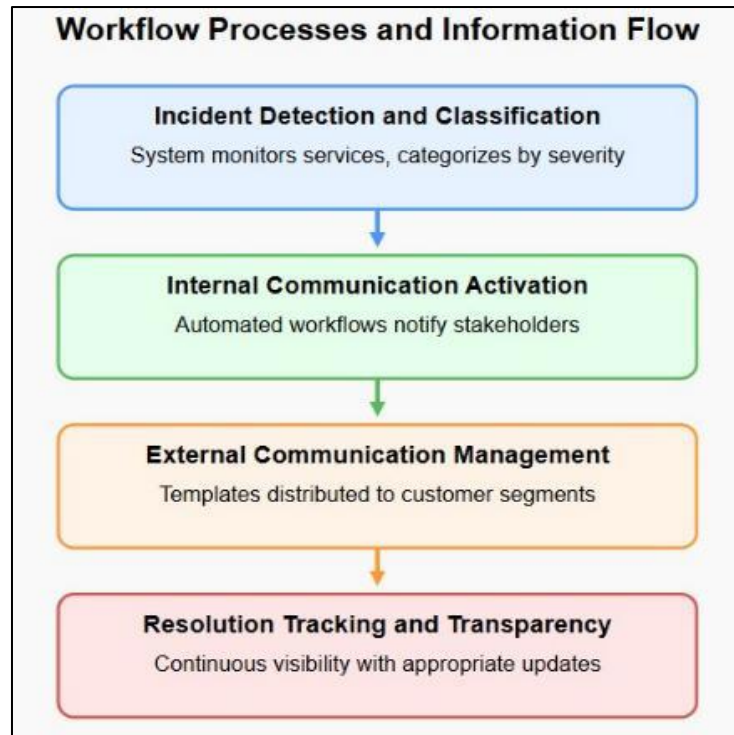 Workflow Processes and Information Flow
Incident Detection and Classification
System monitors services, categorizes by severity
Internal Communication Activation
Automated workflows notify stakeholders
External Communication Management
Templates distributed to customer segments
Resolution Tracking and Transparency
Continuous visibility with appropriate updates